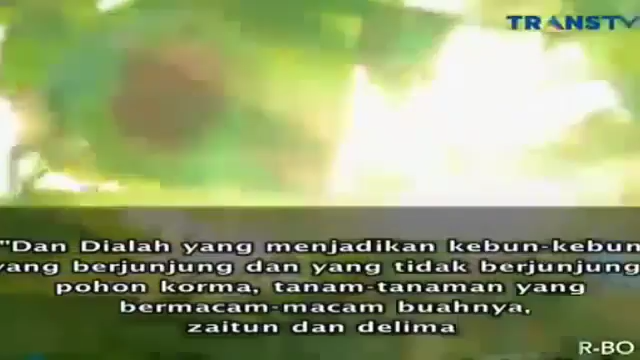 TRANSTV
"Dan Dialah yang menjadikan kebun-kebun
yang berjunjung dan yang tidak berjunjung
pohon korma, tanam-tanaman yang
bermacam-macam buahnya,
zaitun dan delima
R-BO